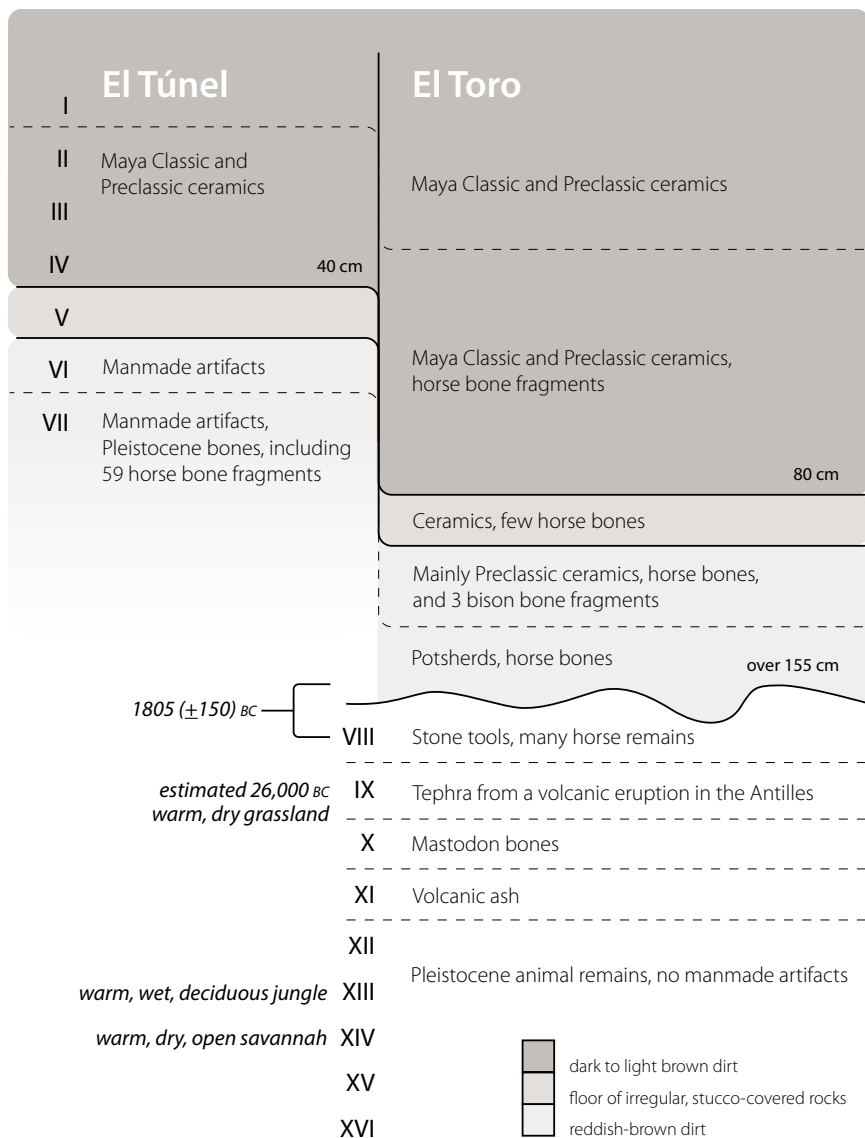 El Túnel
El Toro
I
II
Maya Classic and
Preclassic ceramics
Maya Classic and Preclassic ceramics
III
IV
40 cm
V
VI
Manmade artifacts
Maya Classic and Preclassic ceramics,
horse bone fragments
VII
Manmade artifacts,
Pleistocene bones, including
59 horse bone fragments
80 cm
Ceramics, few horse bones
Mainly Preclassic ceramics, horse bones,
and 3 bison bone fragments
Potsherds, horse bones
over 155 cm
1805 (±150) BC
VIII
Stone tools, many horse remains
estimated 26,000 BC
warm, dry grassland
IX
Tephra from a volcanic eruption in the Antilles
X
Mastodon bones
XI
Volcanic ash
XII
Pleistocene animal remains, no manmade artifacts
warm, wet, deciduous jungle
XIII
warm, dry, open savannah
XIV
XV
XVI
dark to light brown dirt
floor of irregular, stucco-covered rocks
reddish-brown dirt